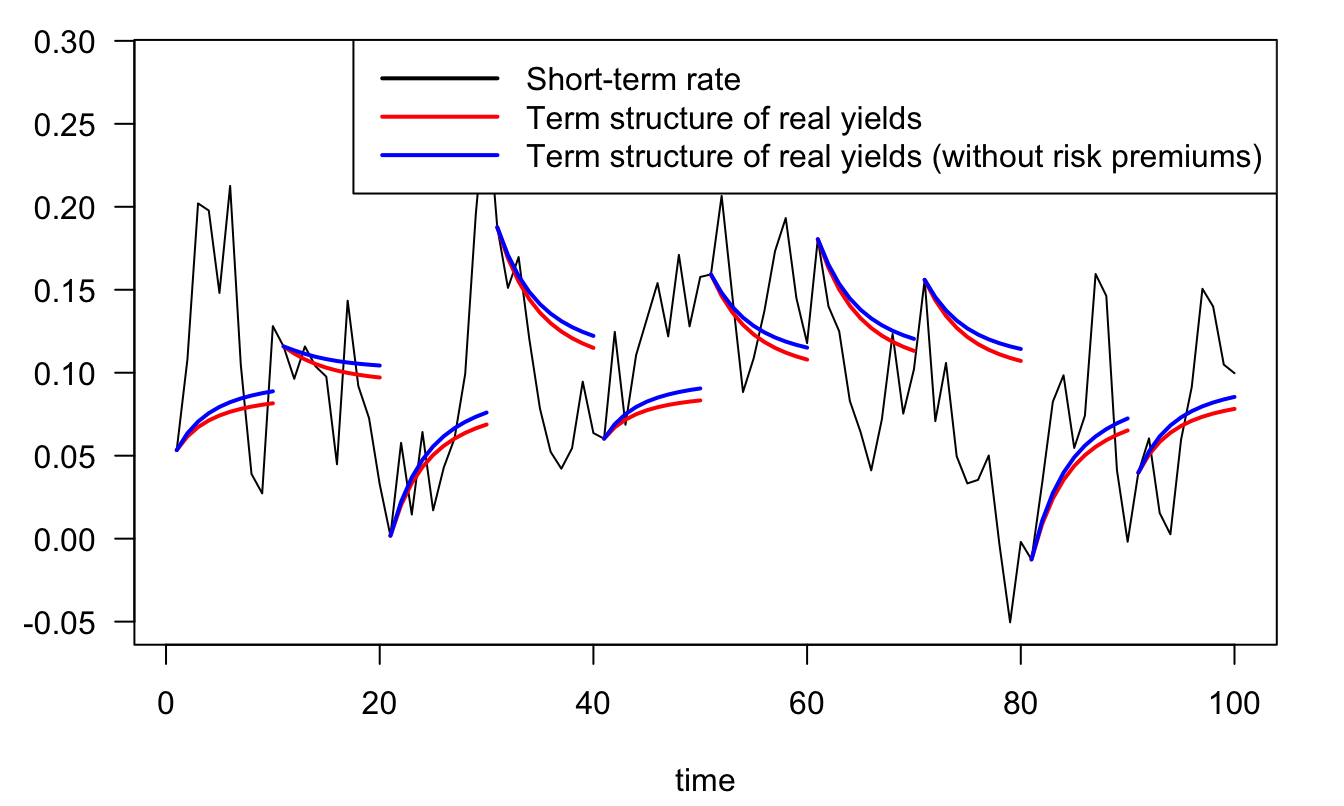 0.30
0.25
0.20
0.15
0.10
0.05
0.00
-0.05
Short-term rate
Term structure of real yields
Term structure of real yields (without risk premiums)
0 20 40 60 80 100
time